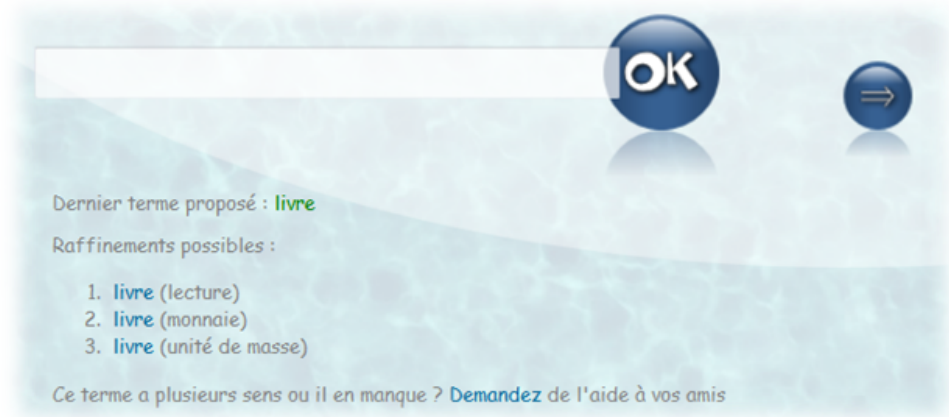 OK
⇒
Dernier terme proposé : livre
Raffinements possibles :
1. livre (lecture)
2. livre (monnaie)
3. livre (unité de masse)
Ce terme a plusieurs sens ou il en manque ? Demandez de l'aide à vos amis